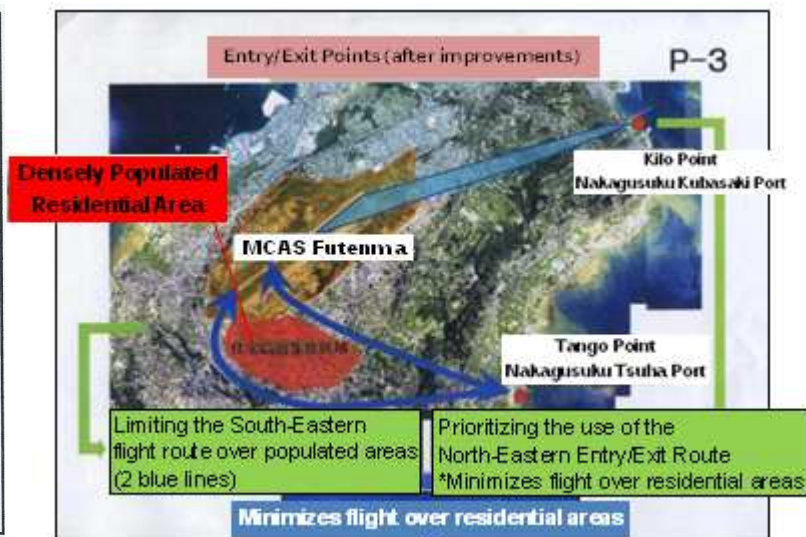 Entry/Exit Points (after improvements)
P-3
Densely Populated
Residential Area
Kilo Point
Nakagusuku Kubasaki Port
MCAS Futenma
Tango Point
Nakagusuku Tsuha Port
Limiting the South-Eastern
flight route over populated areas
(2 blue lines)
Prioritizing the use of the
North-Eastern Entry/Exit Route
*Minimizes flight over residential areas
Minimizes flight over residential areas